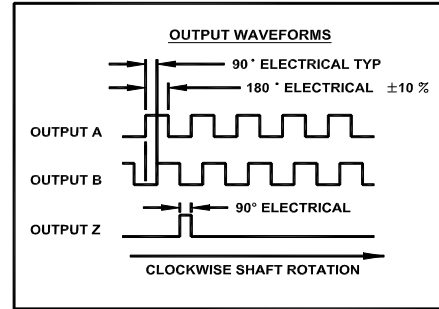 OUTPUT WAVEFORMS
90° ELECTRICAL TYP
180° ELECTRICAL ±10 %
OUTPUT A
OUTPUT B
90° ELECTRICAL
OUTPUT Z
CLOCKWISE SHAFT ROTATION